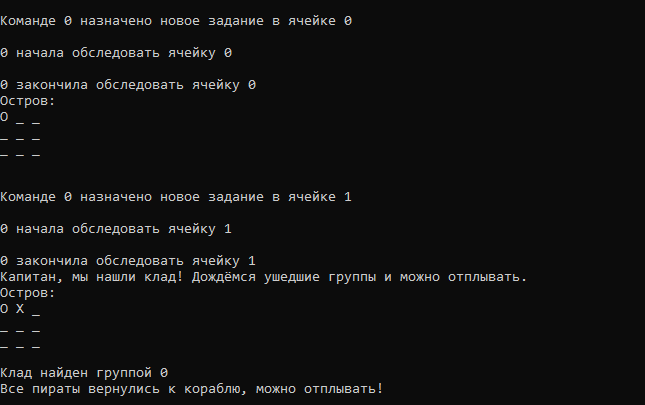 Команде 0 назначено новое задание в ячейке 0
0 начала обследовать ячейку 0
0 закончила обследовать ячейку 0
Остров:
O _ _
_ _ _
_ _ _
Команде 0 назначено новое задание в ячейке 1
0 начала обследовать ячейку 1
0 закончила обследовать ячейку 1
Капитан, мы нашли клад! Дождёмся ушедшие группы и можно отплывать.
Остров:
O X _
_ _ _
_ _ _
Клад найден группой 0
Все пираты вернулись к кораблю, можно отплывать!